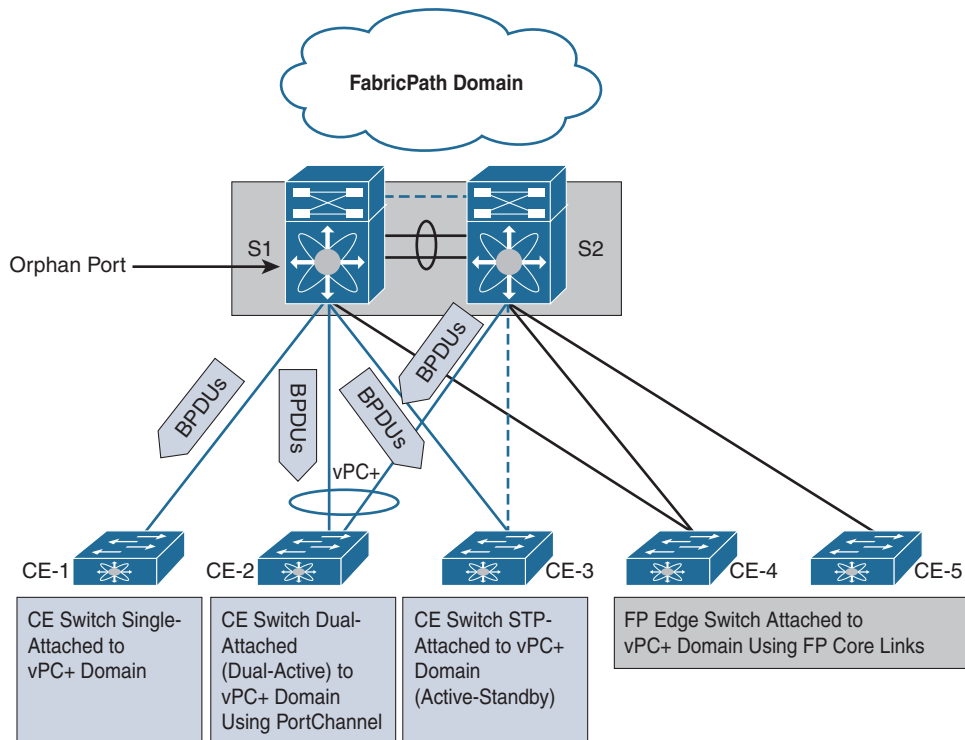 FabricPath Domain
S1
S2
Orphan Port
BPDUs
BPDUs
BPDUs
BPDUs
vPC+
CE-1
CE-2
CE-3
CE-4
CE-5
CE Switch Single-
Attached to
vPC+ Domain
CE Switch Dual-
Attached
(Dual-Active) to
vPC+ Domain
Using PortChannel
CE Switch STP-
Attached to vPC+
Domain
(Active-Standby)
FP Edge Switch Attached to
vPC+ Domain Using FP Core Links